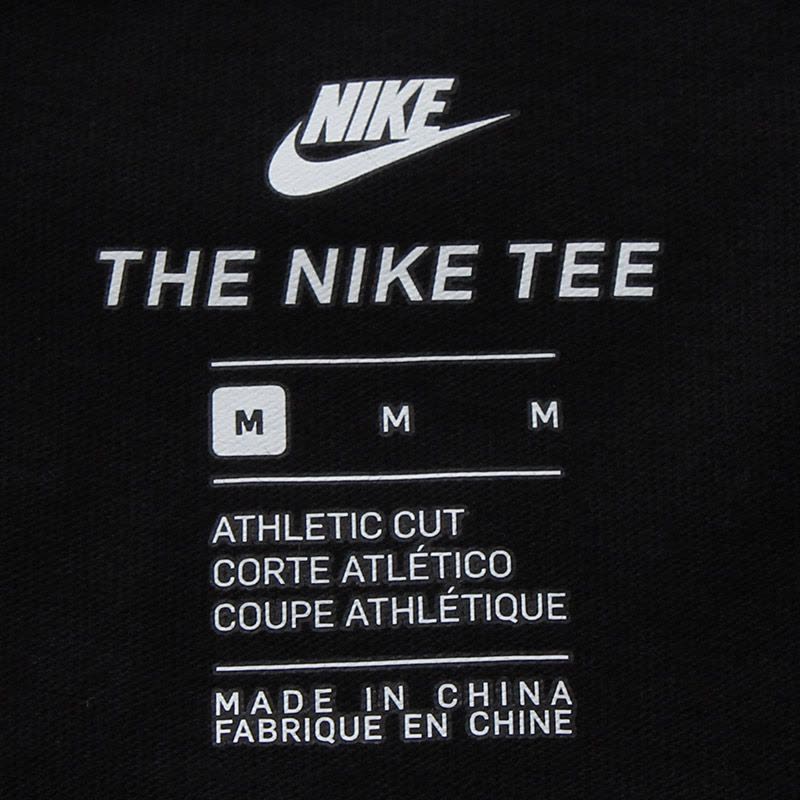 NIKE
THE NIKE TEE
M M M
ATHLETIC CUT
CORTE ATLÉTICO
COUPE ATHLÉTIQUE
MADE IN CHINA
FABRIQUE EN CHINE